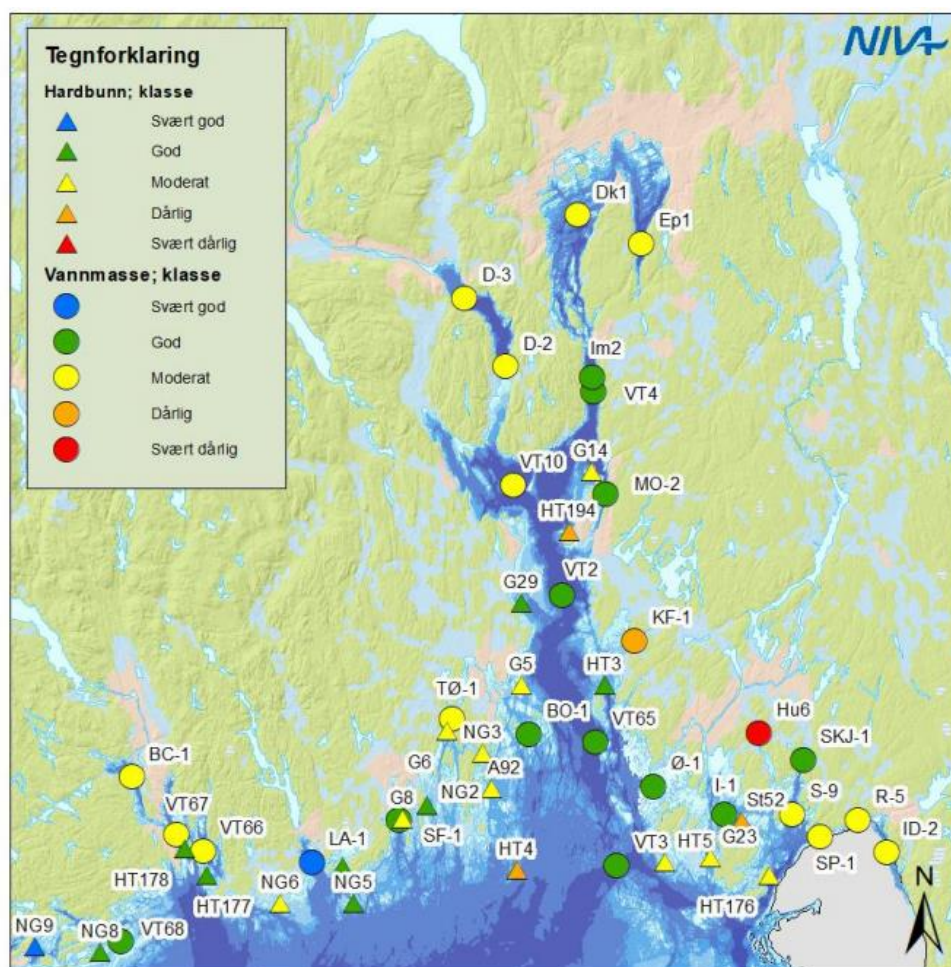 NIVA
Tegnforklaring
Hardbunn; klasse
Svært god
God
Moderat
Dårlig
Svært dårlig
Vannmasse; klasse
Svært god
God
Moderat
Dårlig
Svært dårlig
Dk1
Ep1
D-3
D-2
Im2
VT4
G14
VT10
MO-2
HT194
VT2
G29
KF-1
G5
HT3
TØ-1
BO-1
VT65
Hu6
SKJ-1
NG3
BC-1
G6
A92
Ø-1
NG2
I-1
St52
S-9
R-5
VT67
G8
VT66
LA-1
SF-1
G23
ID-2
HT4
VT3
HT5
SP-1
HT178
NG6
NG5
HT177
HT176
N
NG9
NG8
VT68